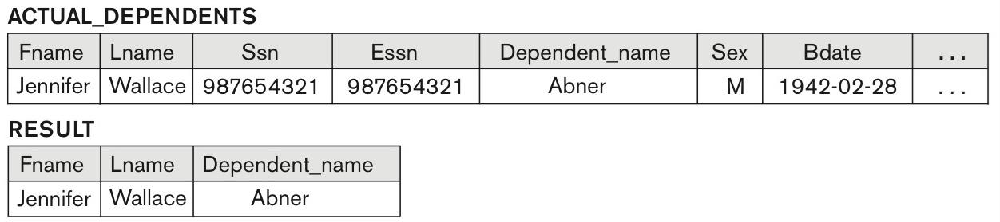 ACTUAL_DEPENDENTS
Fname Lname Ssn Essn Dependent_name Sex Bdate ...
Jennifer Wallace 987654321 987654321 Abner M 1942-02-28 ...
RESULT
Fname Lname Dependent_name
Jennifer Wallace Abner